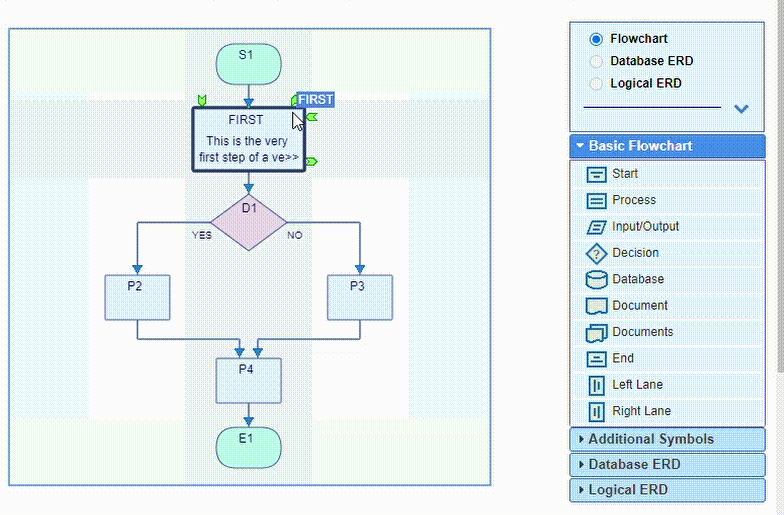 S1
FIRST
FIRST
This is the very
first step of a ve>>
D1
YES
NO
P2
P3
P4
E1
Flowchart
Database ERD
Logical ERD
Basic Flowchart
Start
Process
Input/Output
?
Decision
Database
Document
Documents
End
Left Lane
Right Lane
Additional Symbols
Database ERD
Logical ERD